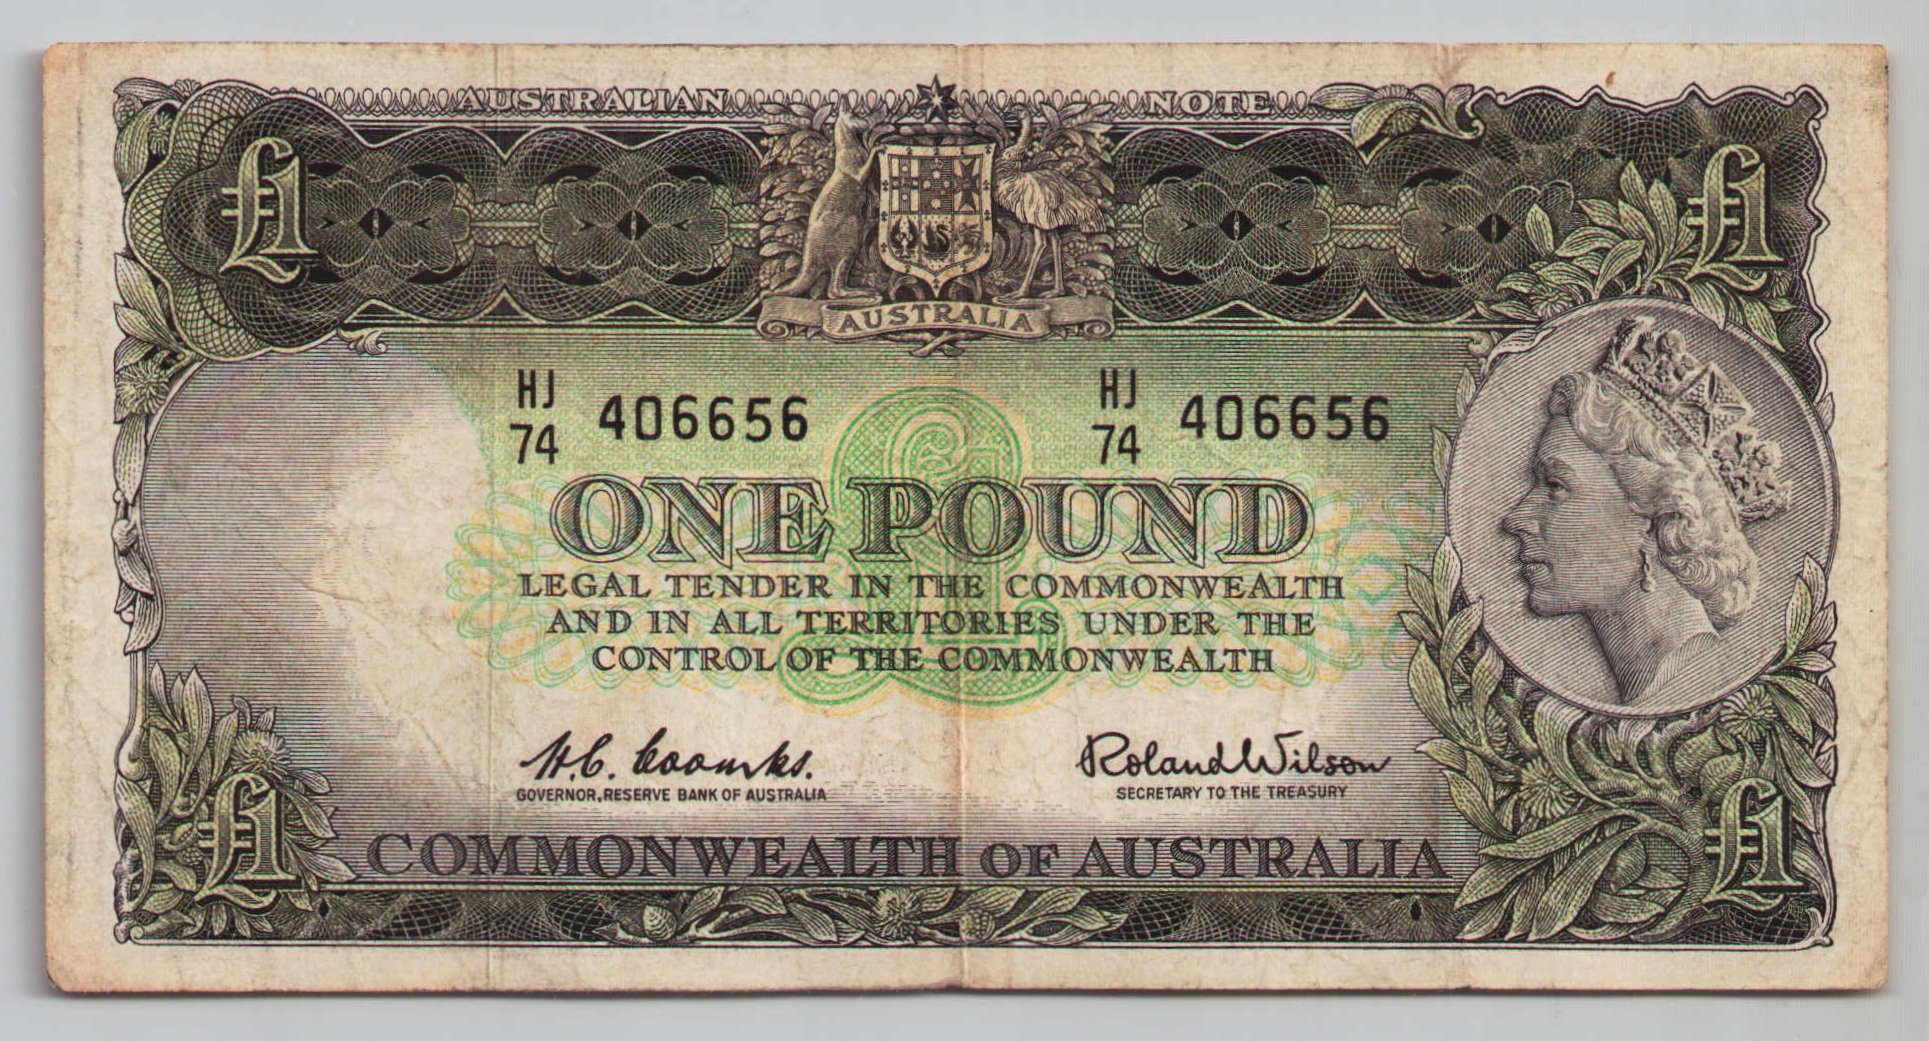 AUSTRALIAN NOTE
£1 £1
AUSTRALIA
HJ 74 406656 HJ 74 406656
£1
ONE POUND
LEGAL TENDER IN THE COMMONWEALTH
AND IN ALL TERRITORIES UNDER THE
CONTROL OF THE COMMONWEALTH
H.C. Coombs.
GOVERNOR, RESERVE BANK OF AUSTRALIA
Roland Wilson
SECRETARY TO THE TREASURY
£1 £1
COMMONWEALTH OF AUSTRALIA